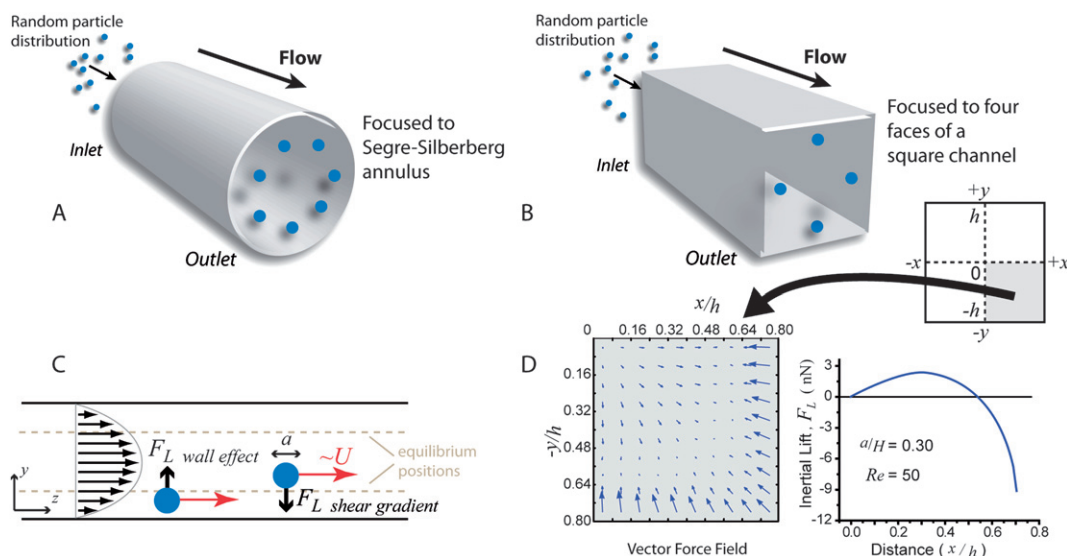 Random particle
distribution
Flow
Focused to
Segre-Silberberg
annulus
Inlet
A
Outlet
Random particle
distribution
Flow
Focused to four
faces of a
square channel
Inlet
B
Outlet
+y
h
-x
0
+x
-h
-y
C
F_L wall effect
a
~U
equilibrium
positions
F_L shear gradient
y
z
D
x/h
0 0.16 0.32 0.48 0.64 0.80
0.16
0.32
0.48
0.64
0.80
-y/h
Vector Force Field
Inertial Lift, F_L ( nN )
3
0
-3
-6
-9
-12
a/H = 0.30
Re = 50
0.0 0.2 0.4 0.6 0.8
Distance ( x/h )